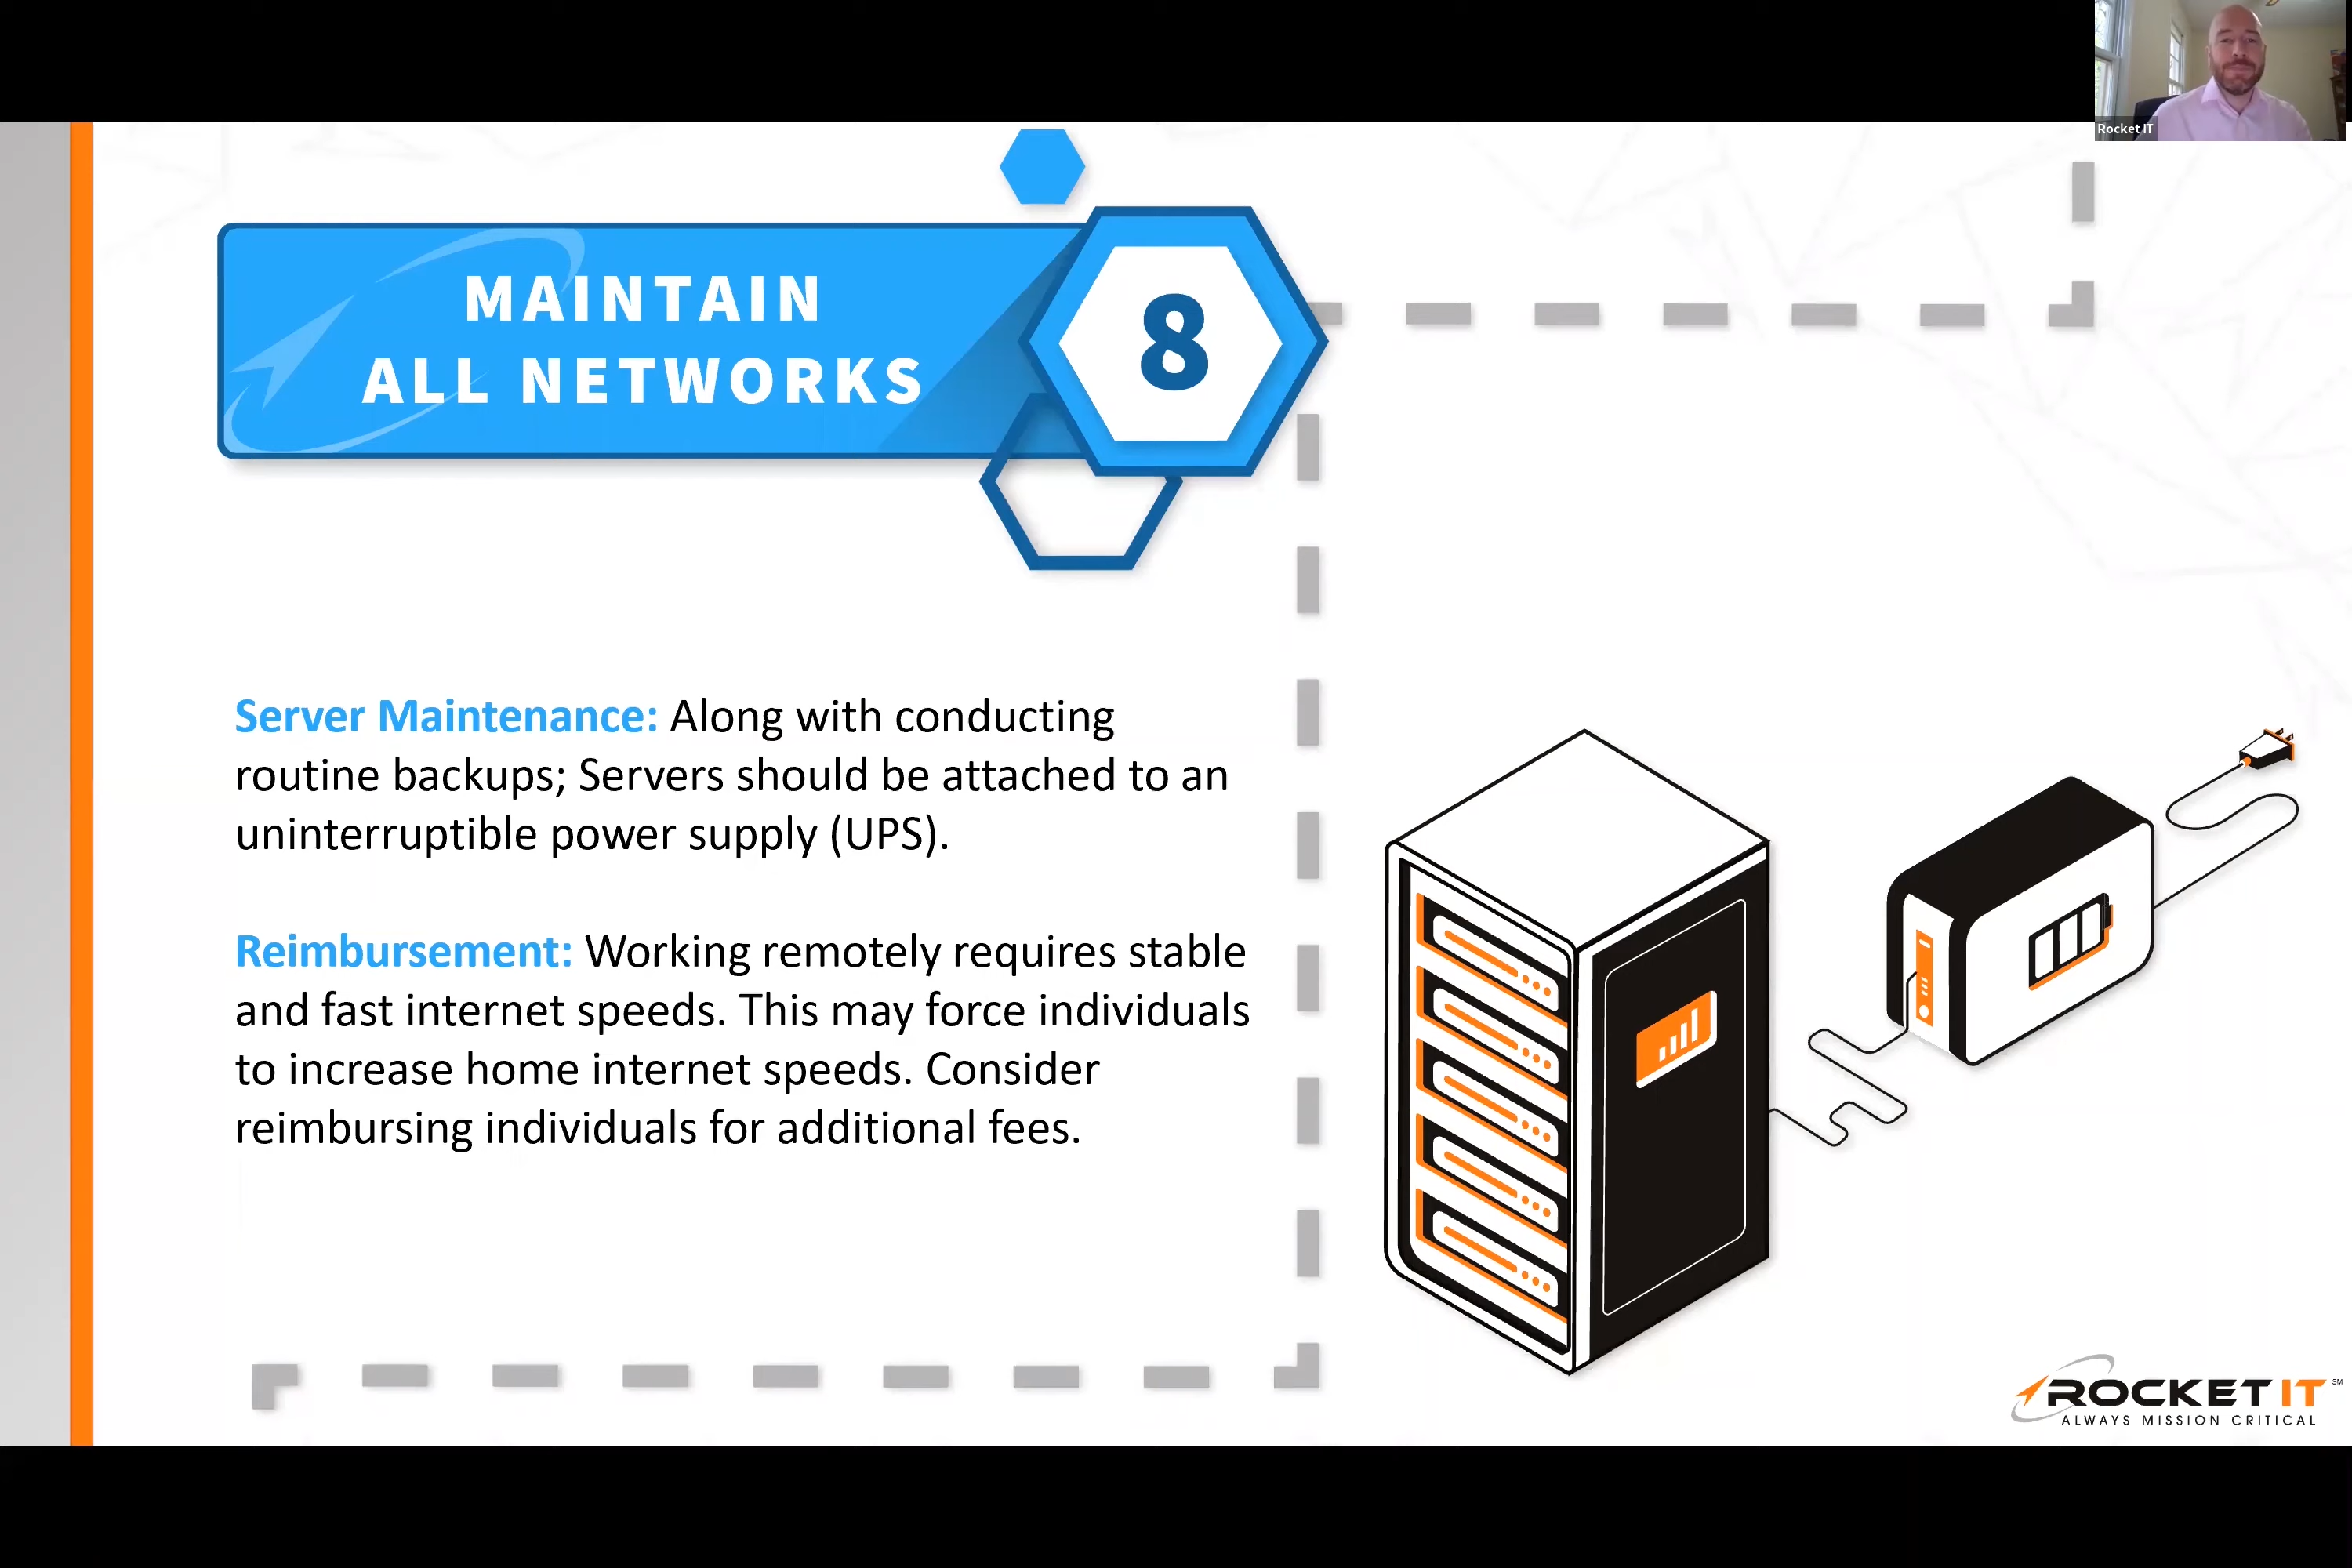 Rocket IT
MAINTAIN
ALL NETWORKS
8
Server Maintenance: Along with conducting
routine backups; Servers should be attached to an
uninterruptible power supply (UPS).
Reimbursement: Working remotely requires stable
and fast internet speeds. This may force individuals
to increase home internet speeds. Consider
reimbursing individuals for additional fees.
ROCKET IT SM
ALWAYS MISSION CRITICAL